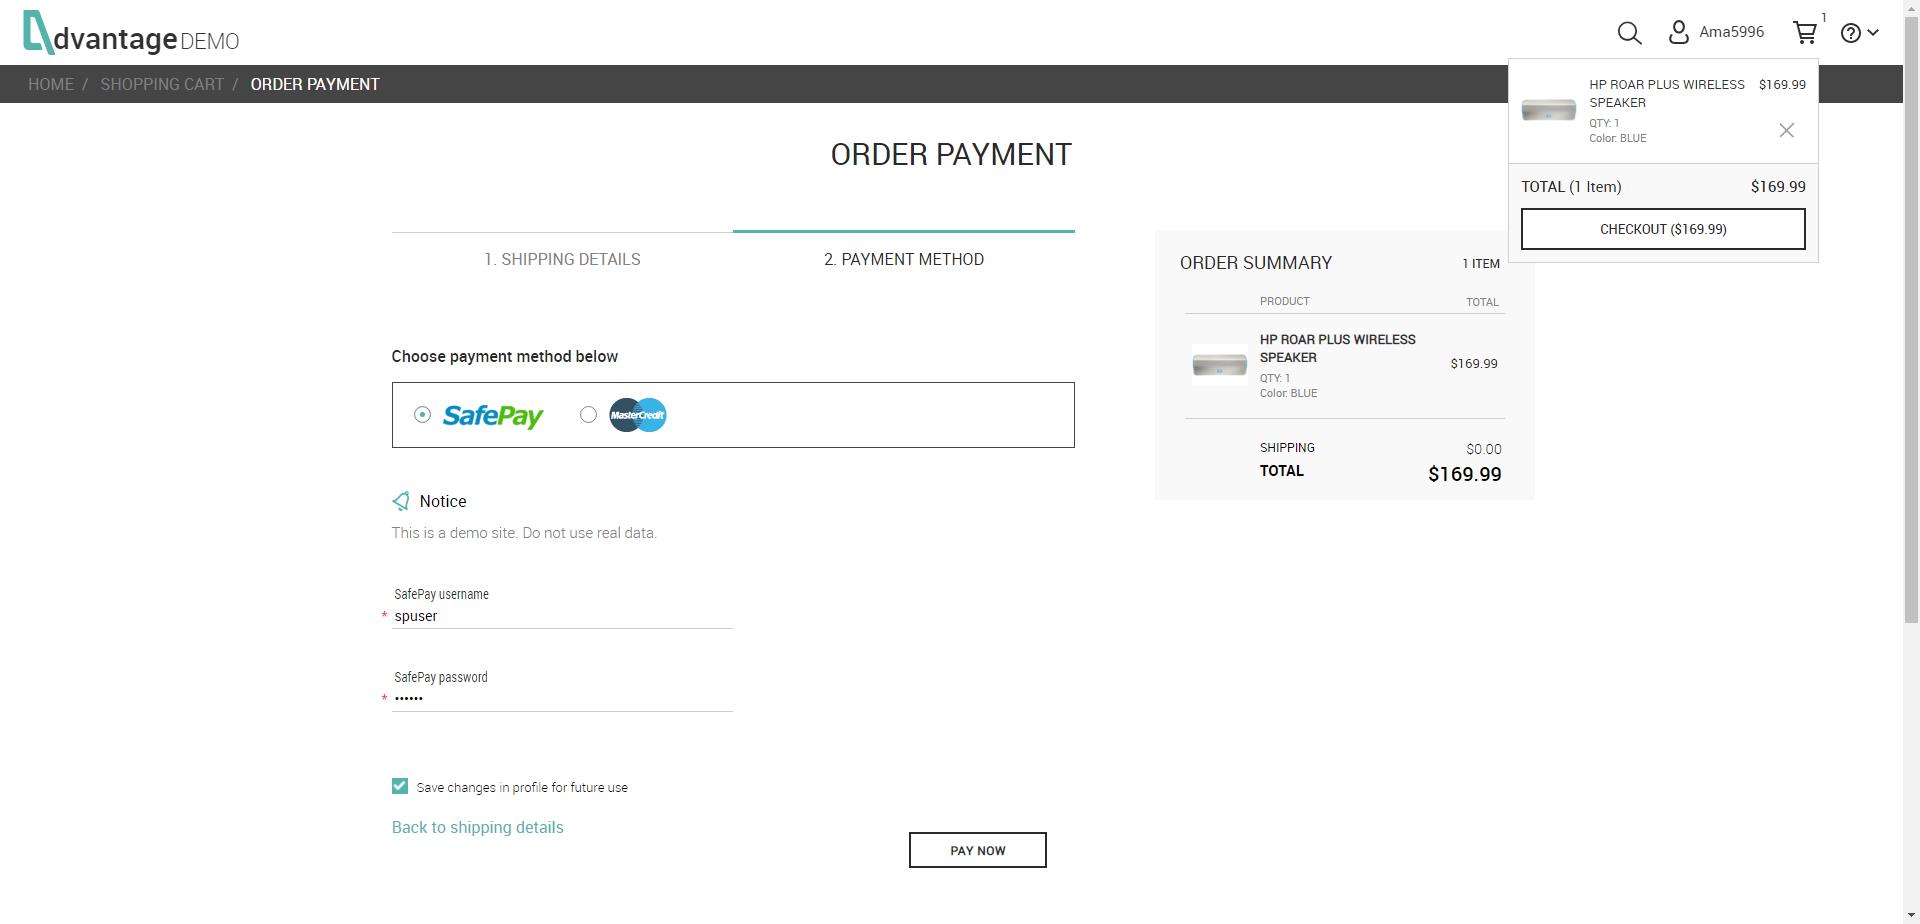 dvantage DEMO
Ama5996
1
?
HOME / SHOPPING CART / ORDER PAYMENT
HP ROAR PLUS WIRELESS SPEAKER $169.99
QTY: 1
Color: BLUE
TOTAL (1 Item) $169.99
CHECKOUT ($169.99)
ORDER PAYMENT
1. SHIPPING DETAILS
2. PAYMENT METHOD
Choose payment method below
SafePay
MasterCredit
Notice
This is a demo site. Do not use real data.
SafePay username
* spuser
SafePay password
* ••••••
Save changes in profile for future use
Back to shipping details
PAY NOW
ORDER SUMMARY 1 ITEM
PRODUCT TOTAL
HP ROAR PLUS WIRELESS
SPEAKER
$169.99
QTY: 1
Color: BLUE
SHIPPING $0.00
TOTAL $169.99